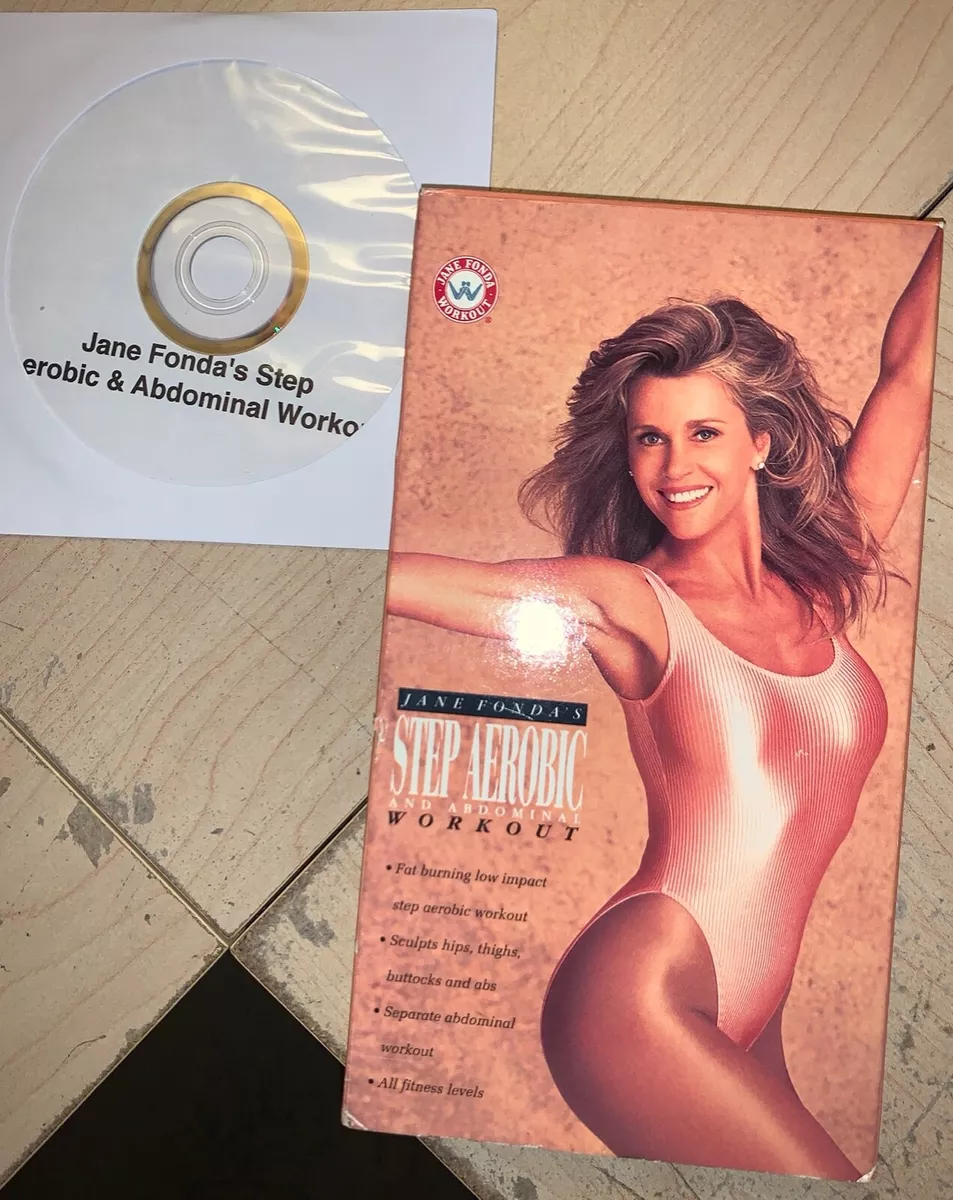 Jane Fonda's Step
erobic & Abdominal Worko
JANE FONDA
WORKOUT
JANE FONDA'S
STEP AEROBIC
AND ABDOMINAL
WORKOUT
• Fat burning low impact
step aerobic workout
• Sculpts hips, thighs,
buttocks and abs
• Separate abdominal
workout
• All fitness levels